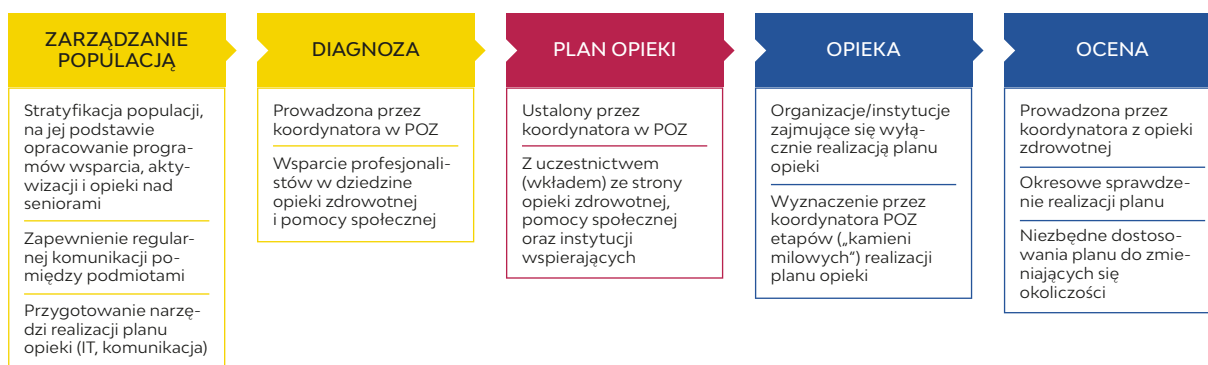 ZARZĄDZANIE
POPULACJĄ
Stratyfikacja populacji,
na jej podstawie
opracowanie progra-
mów wsparcia, akty-
wizacji i opieki nad
seniorami
Zapewnienie regular-
nej komunikacji po-
między podmiotami
Przygotowanie narzę-
dzi realizacji planu
opieki (IT, komunikacja)
DIAGNOZA
Prowadzona przez
koordynatora w POZ
Wsparcie profesjonali-
stów w dziedzine
opieki zdrowotnej
i pomocy społecznej
PLAN OPIEKI
Ustalony przez
koordynatora w POZ
Z uczestnictwem
(wkładem) ze strony
opieki zdrowotnej,
pomocy społecznej
oraz instytucji
wspierających
OPIEKA
Organizacje/instytucje
zajmujące się wyłą-
cznie realizacją planu
opieki
Wyznaczenie przez
koordynatora POZ
etapów („kamieni
milowych“) realizacji
planu opieki
OCENA
Prowadzona przez
koordynatora z opieki
zdrowotnej
Okresowe sprawdze-
nie realizacji planu
Niezbędne dostoso-
wania planu do zmie-
niających się
okoliczości